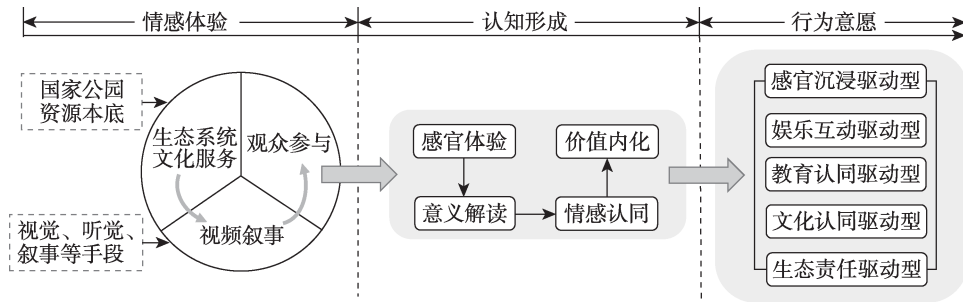 情感体验
认知形成
行为意愿
国家公园
资源本底
视觉、听觉、
叙事等手段
生态系统
文化服务
观众参与
视频叙事
感官体验
价值内化
意义解读
情感认同
感官沉浸驱动型
娱乐互动驱动型
教育认同驱动型
文化认同驱动型
生态责任驱动型